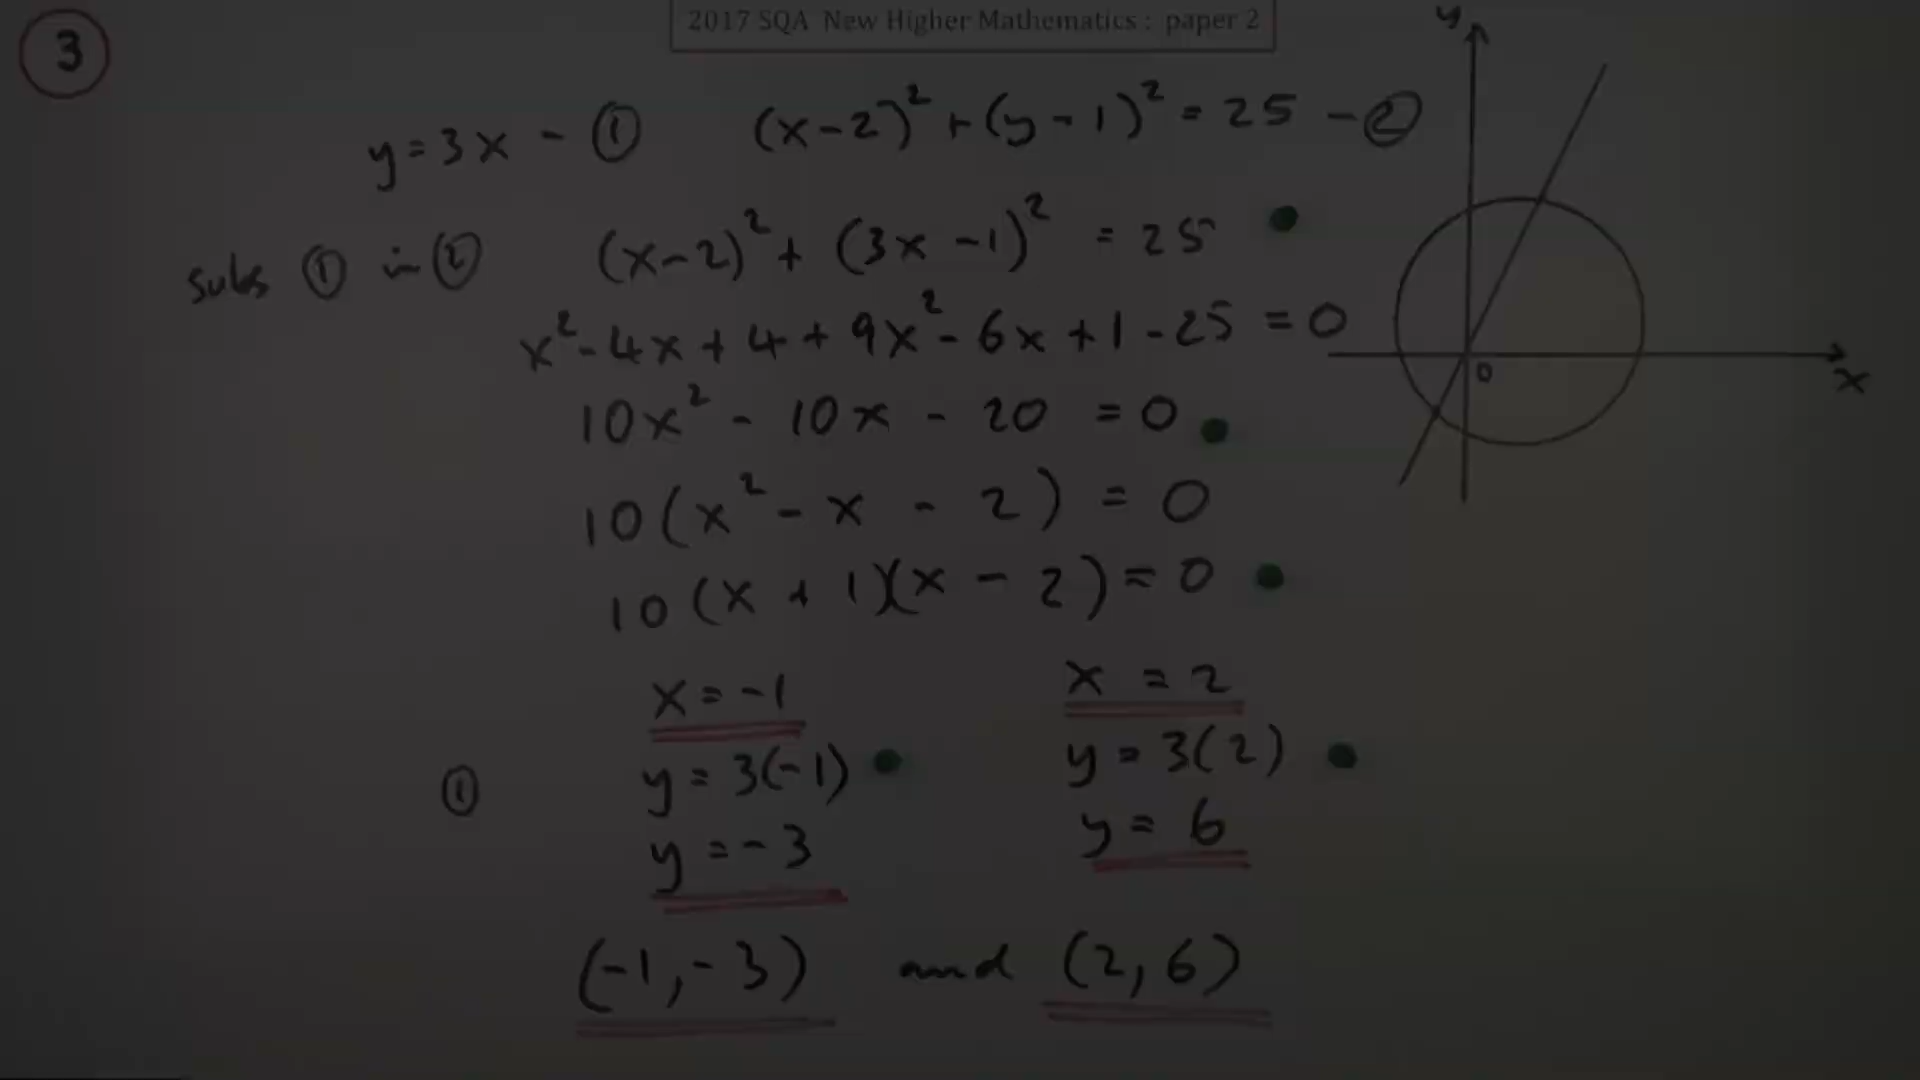 3
2017 SQA New Higher Mathematics : paper 2
y = 3x - ① (x-2)² + (y-1)² = 25 - ②
subs ① in ② (x-2)² + (3x-1)² = 25
x² - 4x + 4 + 9x² - 6x + 1 - 25 = 0
10x² - 10x - 20 = 0
10(x² - x - 2) = 0
10(x + 1)(x - 2) = 0
x = -1 x = 2
① y = 3(-1) y = 3(2)
y = -3 y = 6
(-1, -3) and (2, 6)
y
0
x